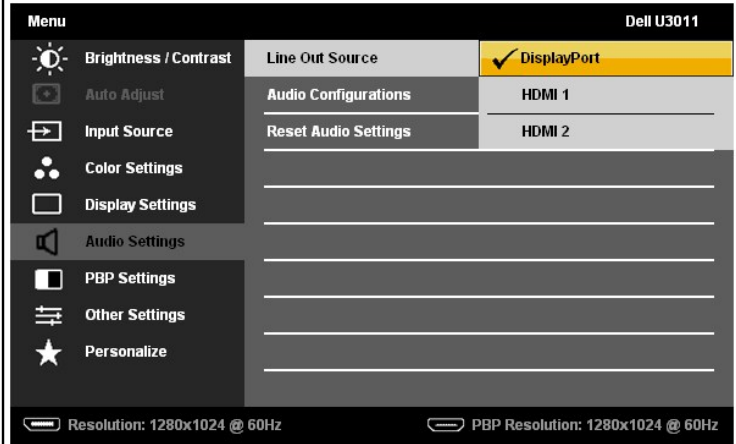 Menu Dell U3011
Brightness / Contrast Line Out Source DisplayPort
Auto Adjust Audio Configurations HDMI 1
Input Source Reset Audio Settings HDMI 2
Color Settings
Display Settings
Audio Settings
PBP Settings
Other Settings
Personalize
Resolution: 1280x1024 @ 60Hz PBP Resolution: 1280x1024 @ 60Hz